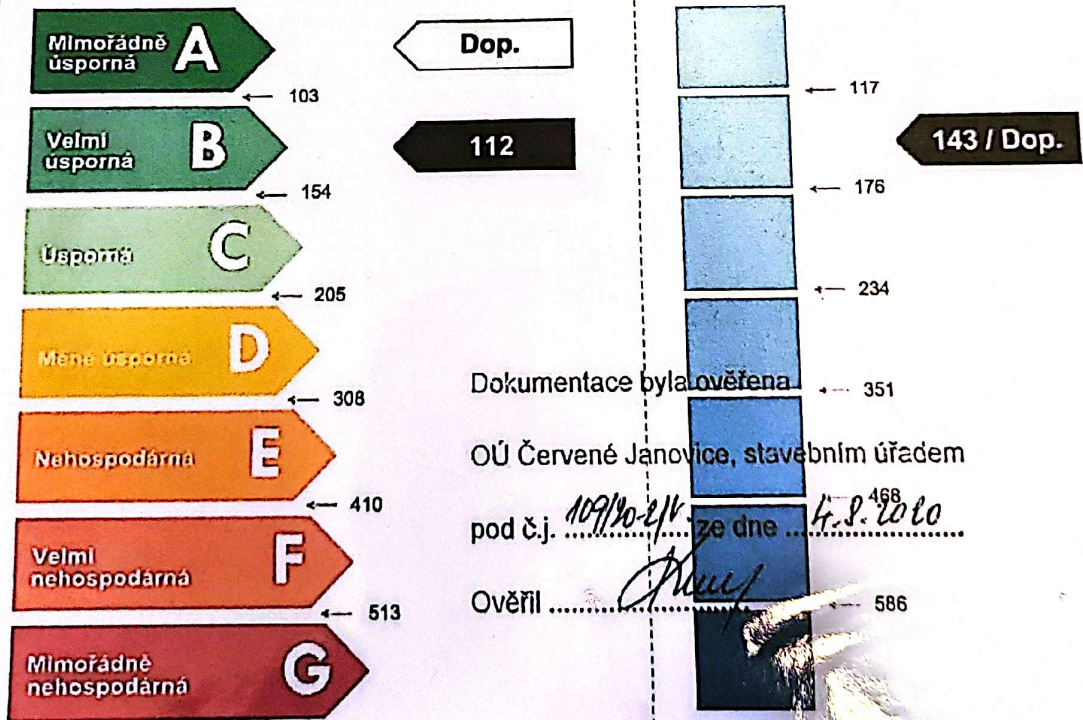 Mimořádně úsporná A
Dop.
103
117
Velmi úsporná B
112
143 / Dop.
154
176
Úsporná C
205
234
Méně úsporná D
308
351
Dokumentace byla ověřena
Nehospodárná E
OÚ Červené Janovice, stavebním úřadem
410
468
pod č.j. ze dne 4.8.2020
Velmi nehospodárná F
Ověřil
513
586
Mimořádně nehospodárná G